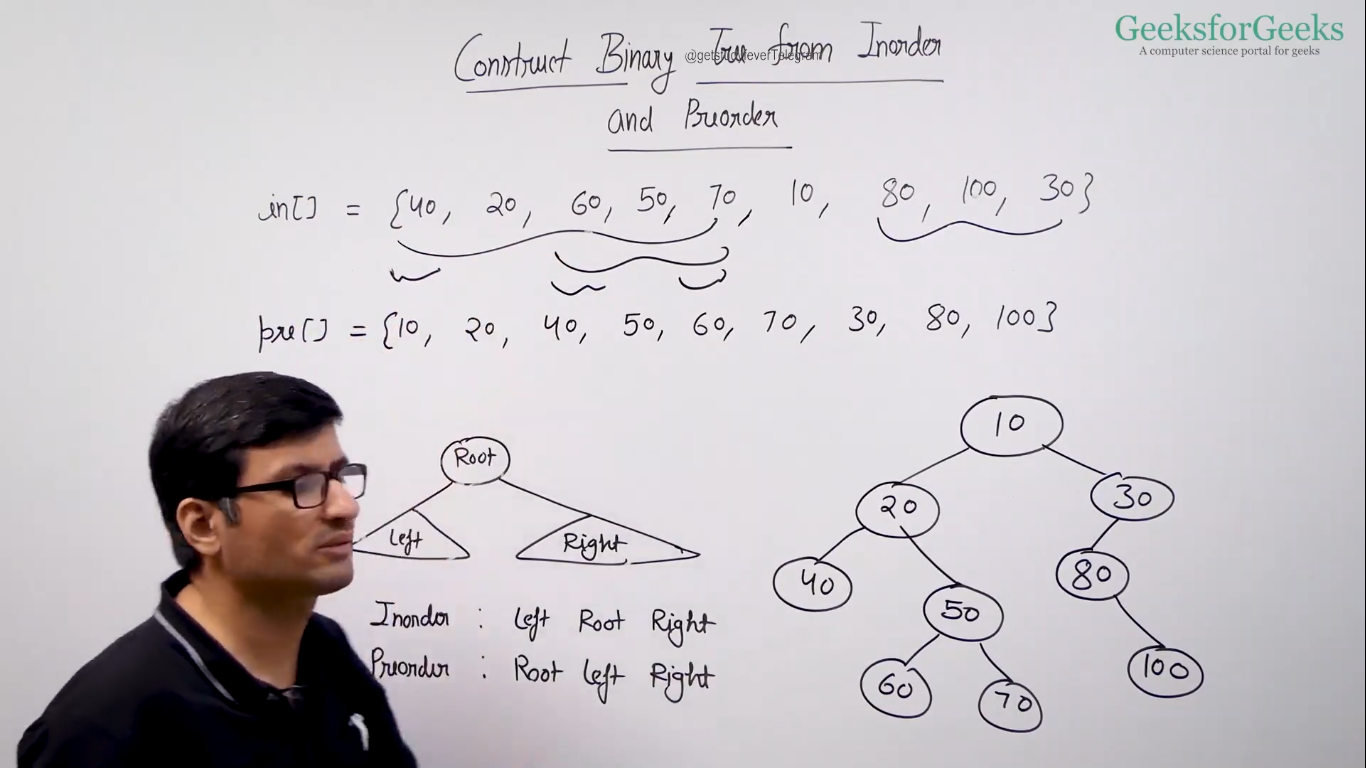 GeeksforGeeks
A computer science portal for geeks
Construct Binary Tree from Inorder
@getstudyfeverTelegram
and Preorder
in[] = {40, 20, 60, 50, 70, 10, 80, 100, 30}
pre[] = {10, 20, 40, 50, 60, 70, 30, 80, 100}
Root
Left Right
Inorder : Left Root Right
Preorder : Root Left Right
10
20 30
40 50 80
60 70 100